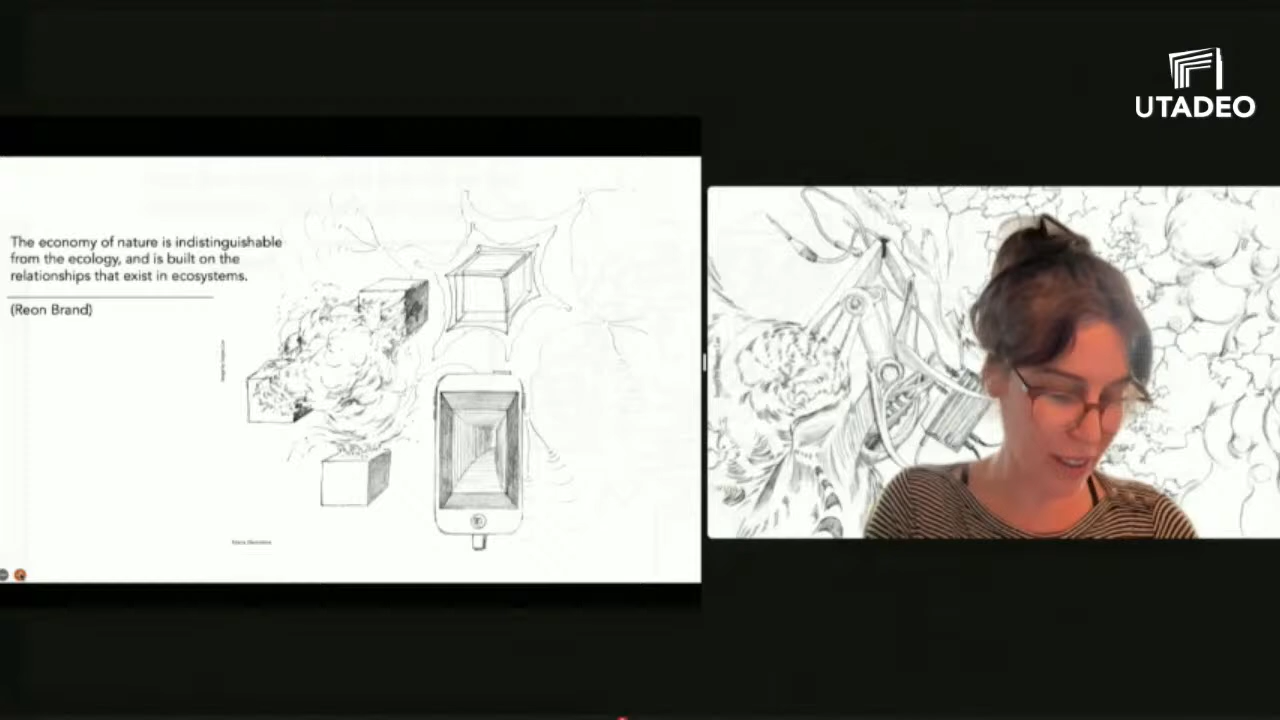 UTADEO
The economy of nature is indistinguishable
from the ecology, and is built on the
relationships that exist in ecosystems.
(Reon Brand)